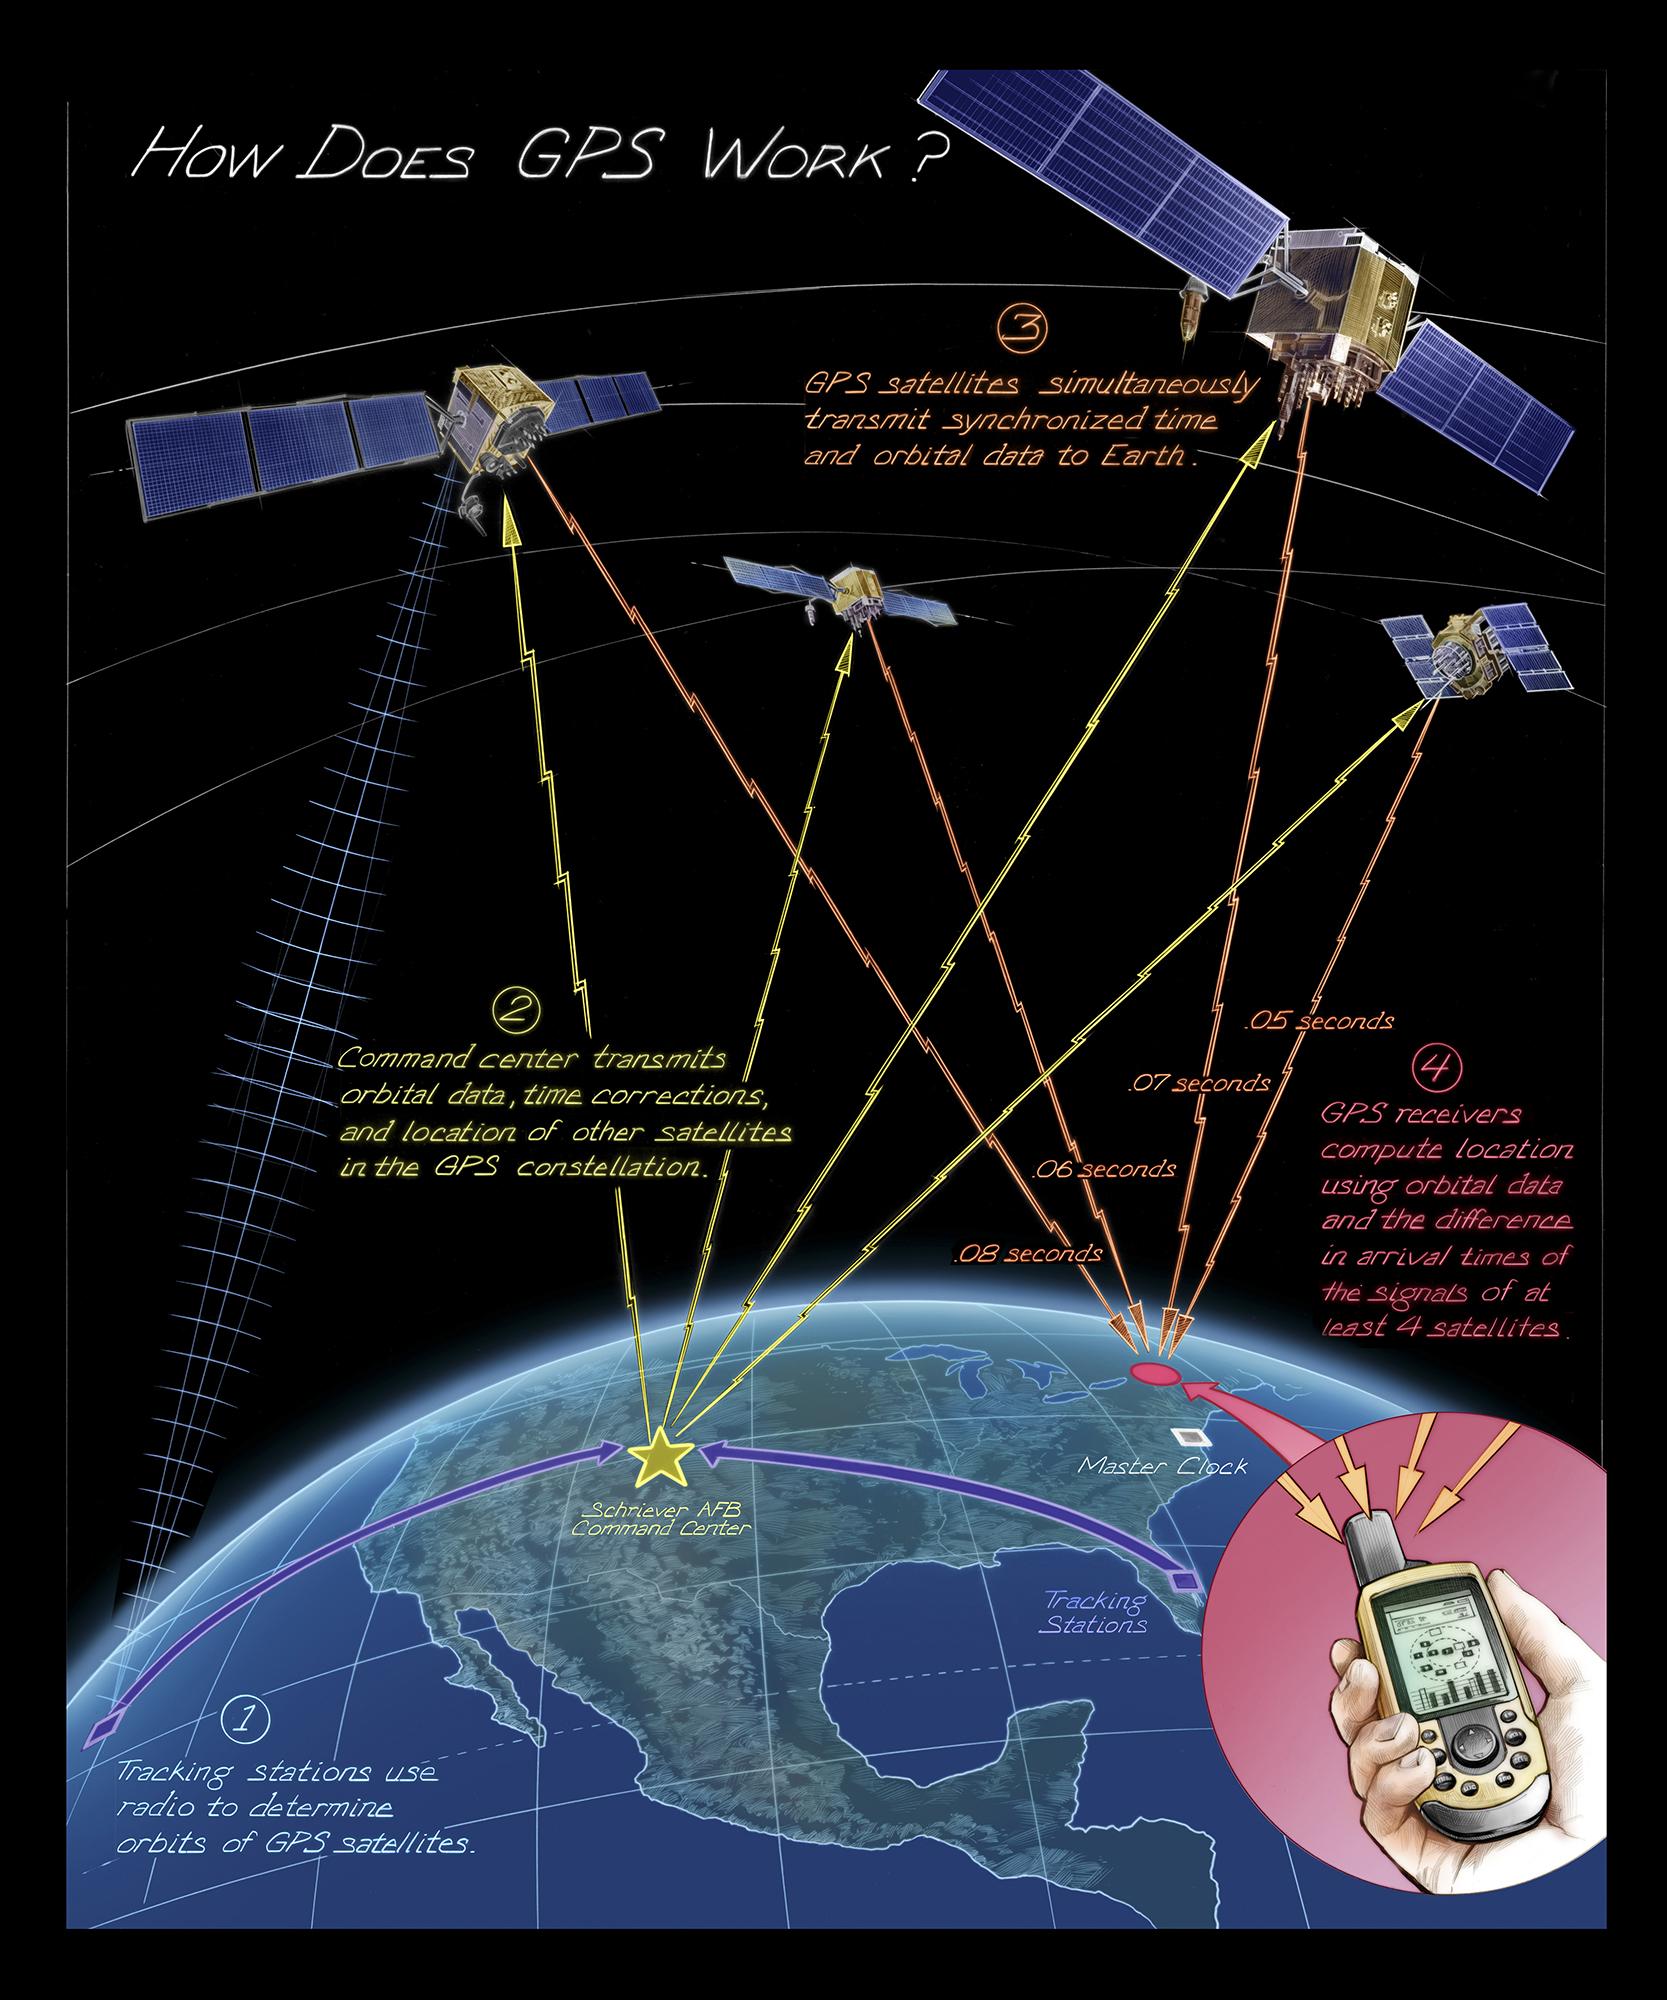 HOW DOES GPS WORK?
3
GPS satellites simultaneously
transmit synchronized time
and orbital data to Earth.
2
Command center transmits
orbital data, time corrections,
and location of other satellites
in the GPS constellation.
.05 seconds
.07 seconds
.06 seconds
.08 seconds
4
GPS receivers
compute location
using orbital data
and the difference
in arrival times of
the signals of at
least 4 satellites.
Master Clock
Schriever AFB
Command Center
Tracking
Stations
1
Tracking stations use
radio to determine
orbits of GPS satellites.